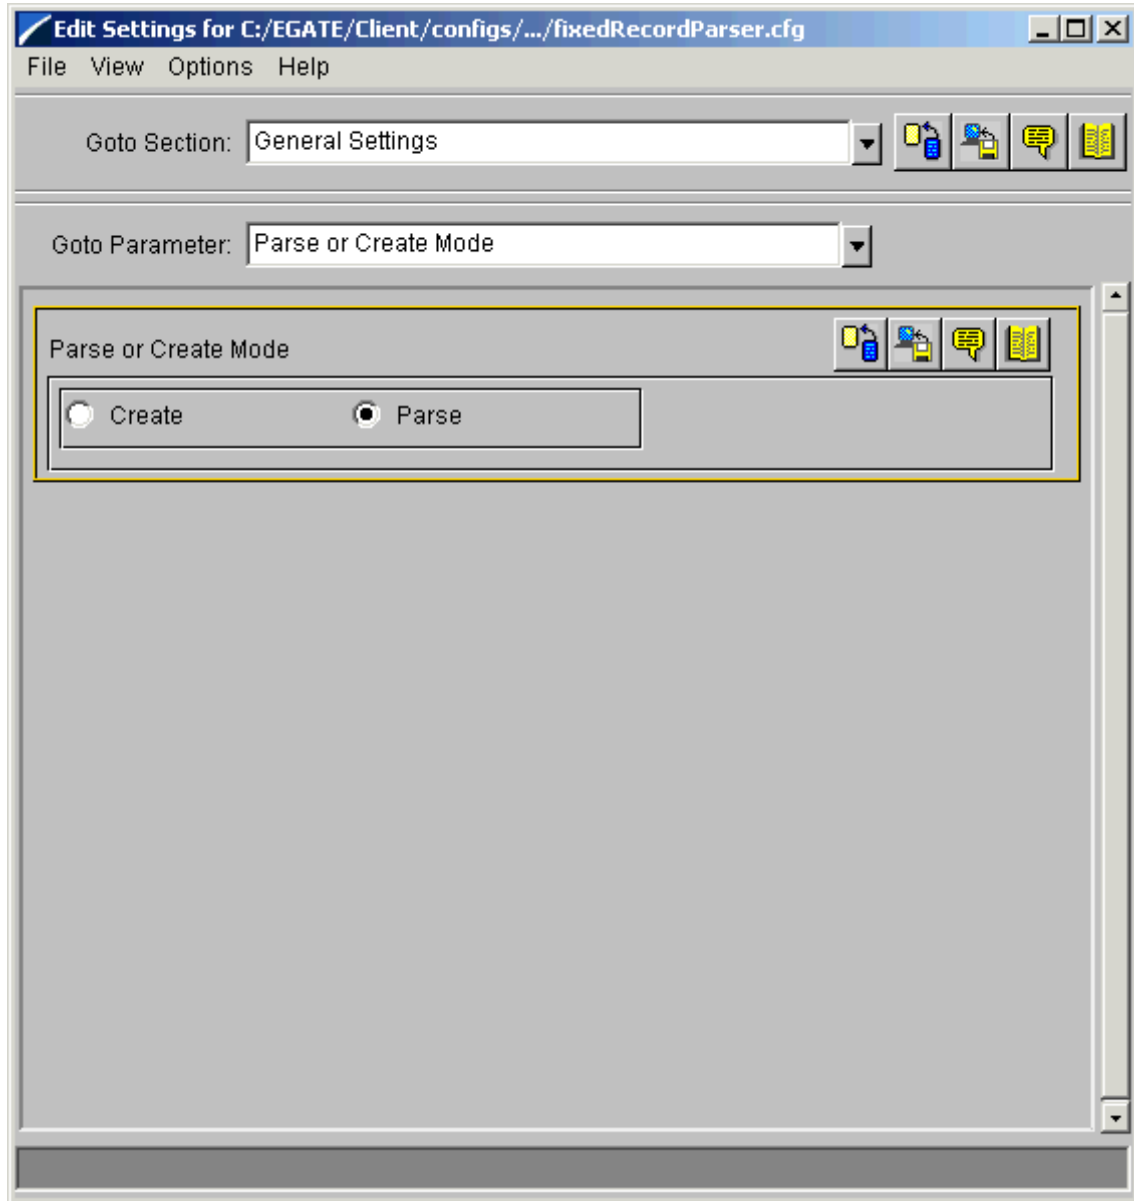 Edit Settings for C:/EGATE/Client/configs/.../fixedRecordParser.cfg
File View Options Help
Goto Section: General Settings
Goto Parameter: Parse or Create Mode
Parse or Create Mode
Create Parse